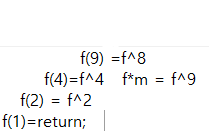 f(9) =f^8
f(4)=f^4 f*m = f^9
f(2) = f^2
f(1)=return;